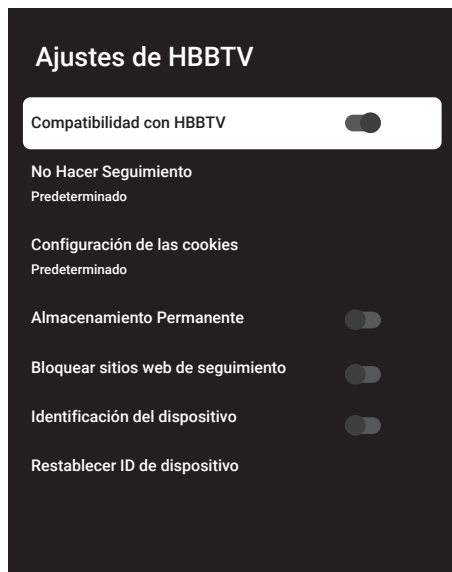 Ajustes de HBBTV
Compatibilidad con HBBTV
No Hacer Seguimiento
Predeterminado
Configuración de las cookies
Predeterminado
Almacenamiento Permanente
Bloquear sitios web de seguimiento
Identificación del dispositivo
Restablecer ID de dispositivo